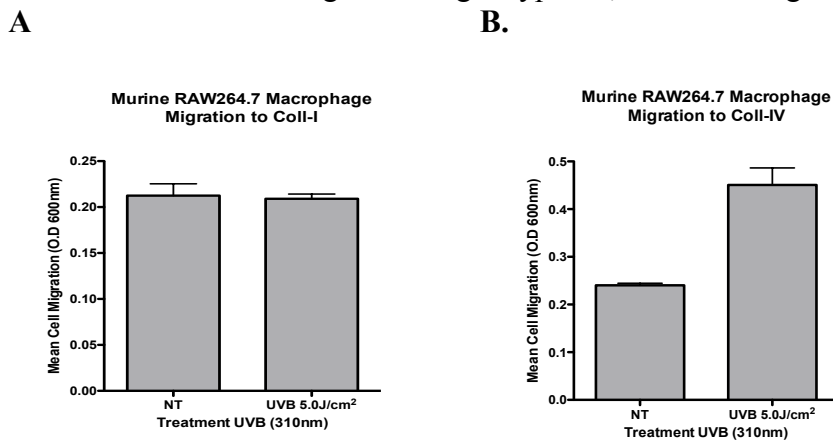 A
B.
Murine RAW264.7 Macrophage
Migration to Coll-I
Mean Cell Migration (O.D 600nm)
0.25
0.20
0.15
0.10
0.05
0.00
NT
UVB 5.0J/cm²
Treatment UVB (310nm)
Murine RAW264.7 Macrophage
Migration to Coll-IV
Mean Cell Migration (O.D 600nm)
0.5
0.4
0.3
0.2
0.1
0.0
NT
UVB 5.0J/cm²
Treatment UVB (310nm)